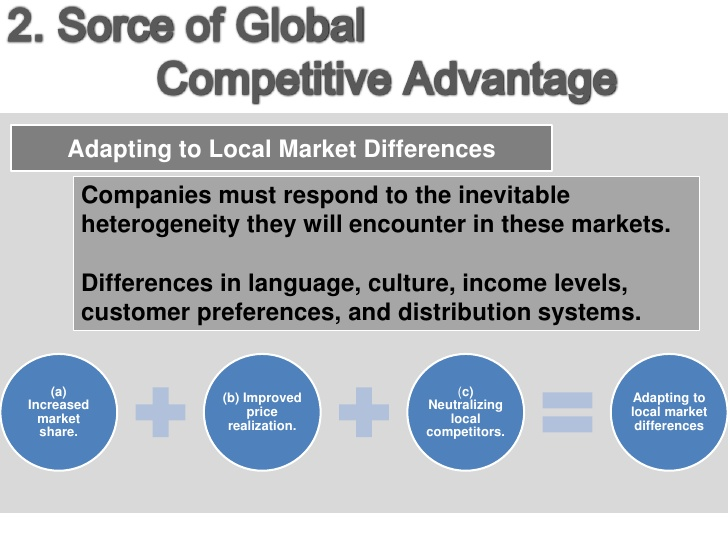 2. Sorce of Global
Competitive Advantage
Adapting to Local Market Differences
Companies must respond to the inevitable
heterogeneity they will encounter in these markets.
Differences in language, culture, income levels,
customer preferences, and distribution systems.
(a)
Increased
market
share.
(b) Improved
price
realization.
(c)
Neutralizing
local
competitors.
Adapting to
local market
differences